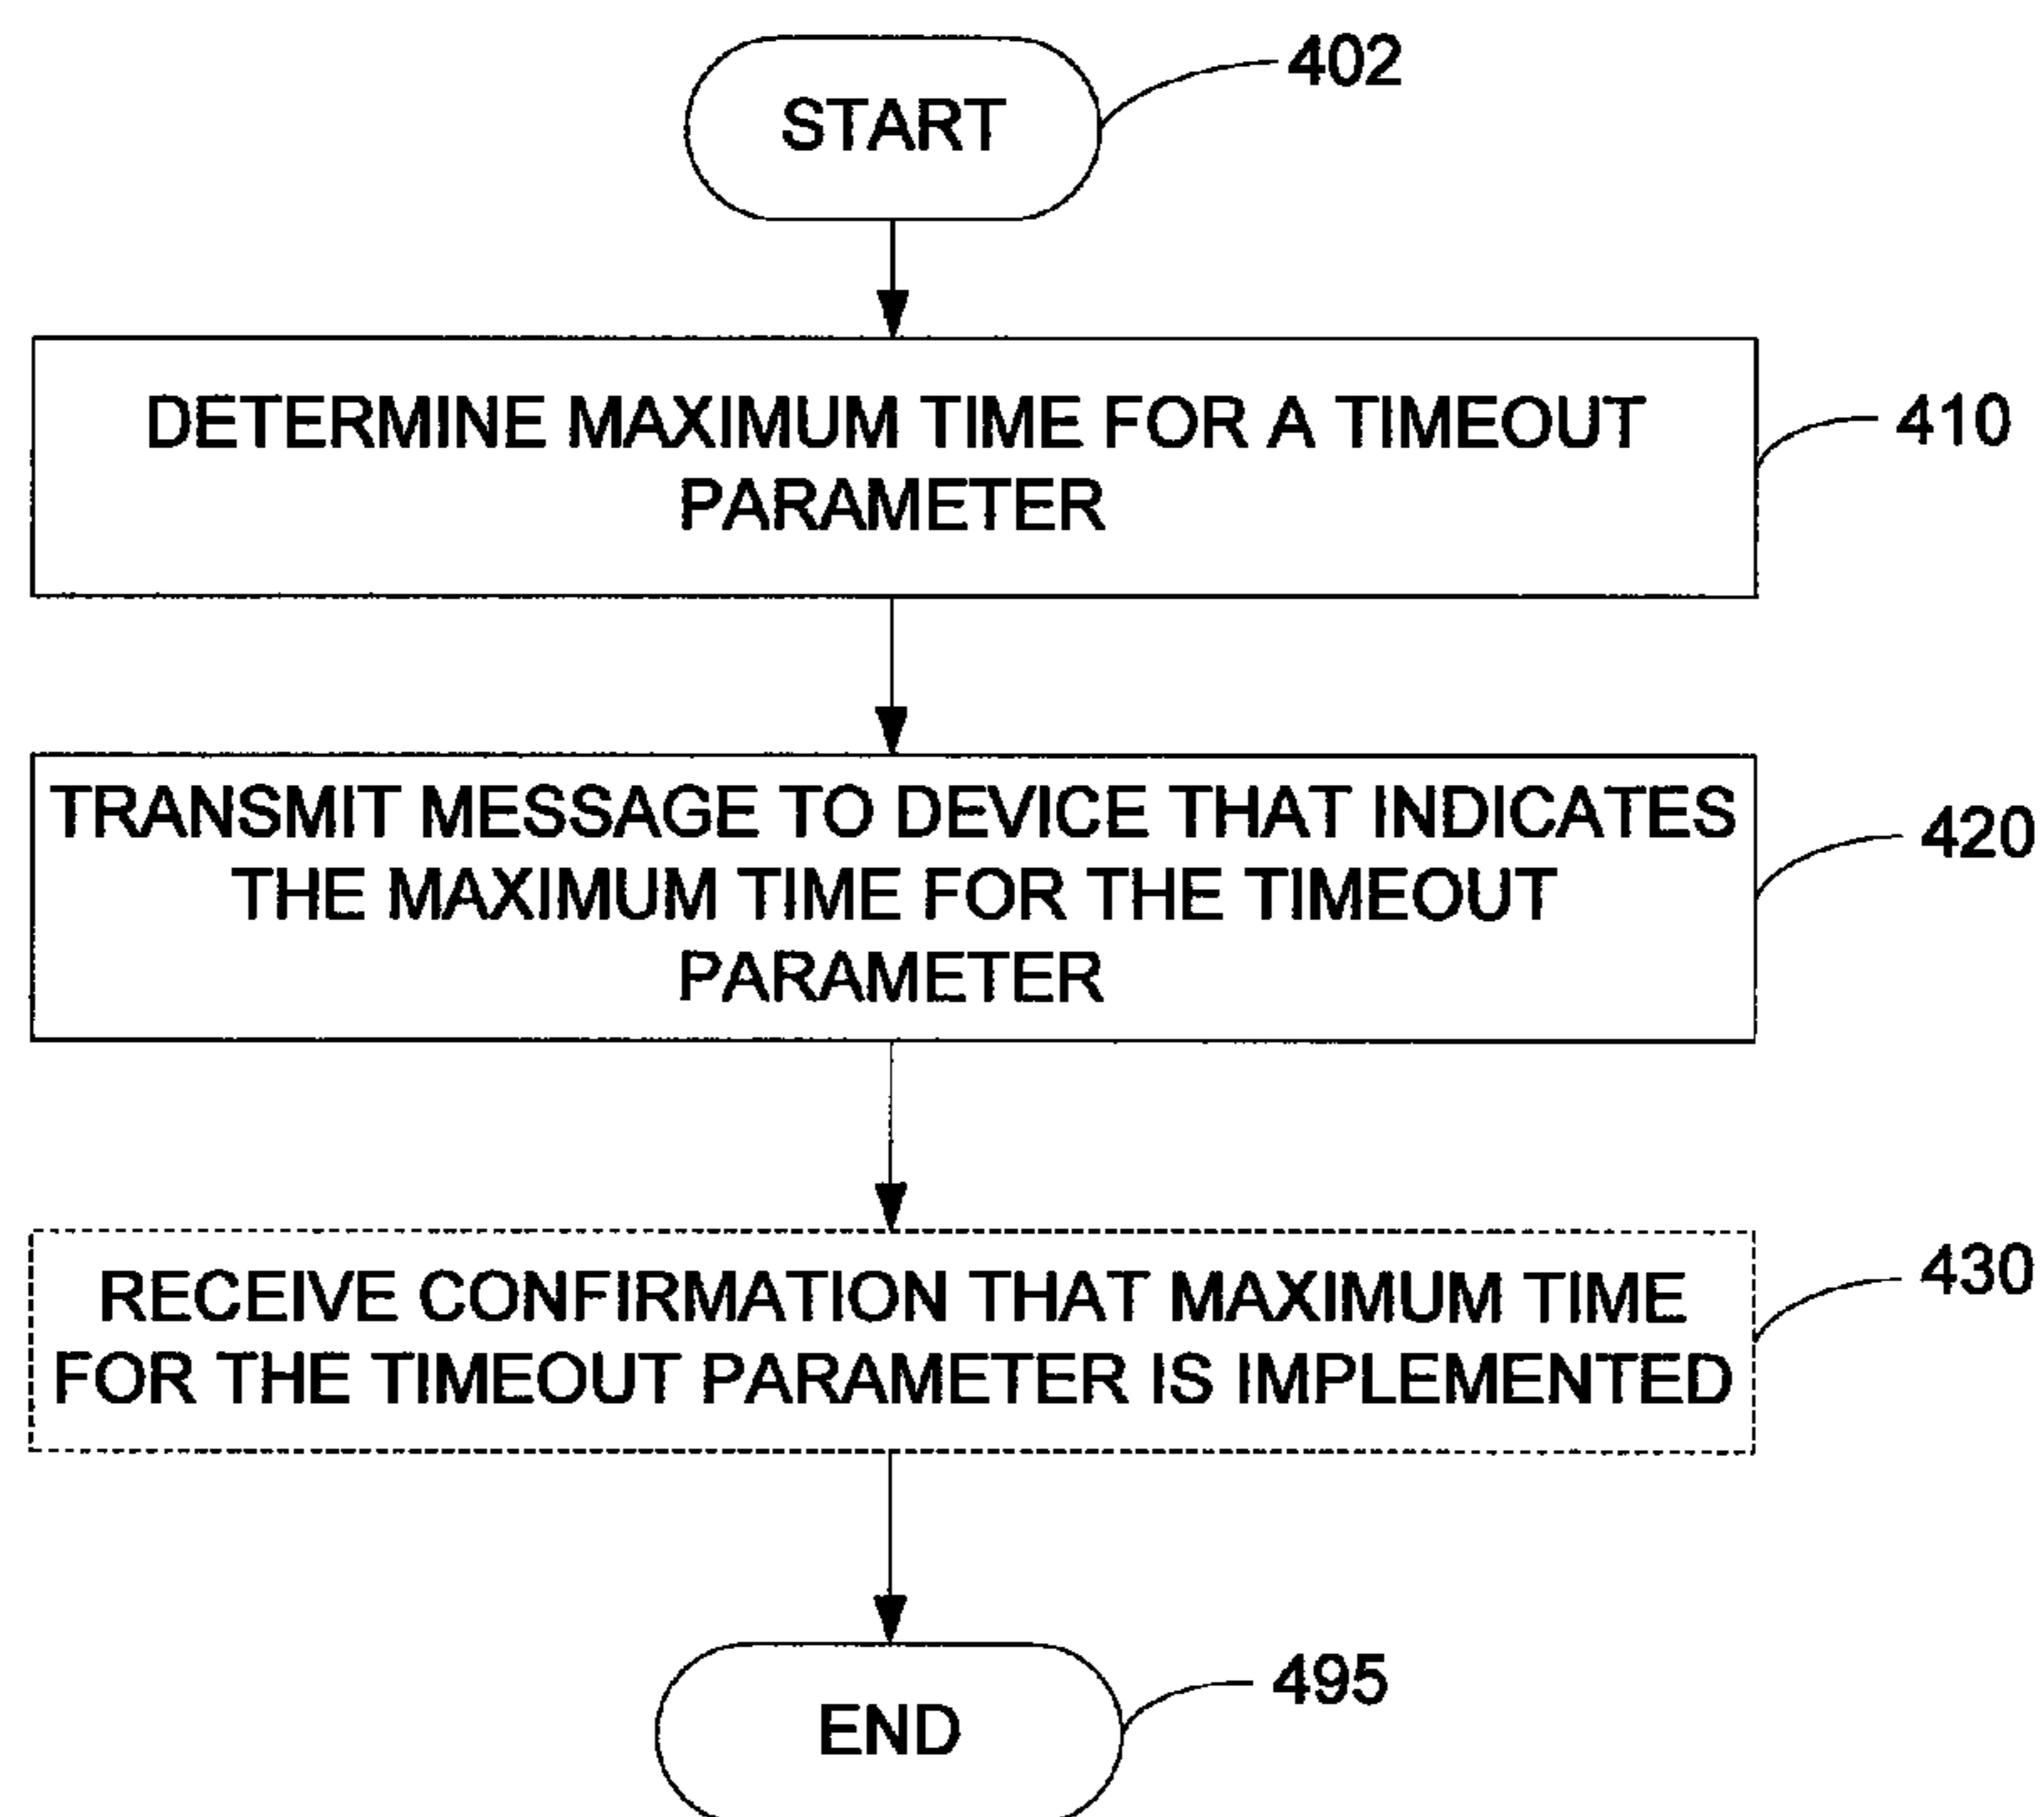 START
402
DETERMINE MAXIMUM TIME FOR A TIMEOUT
PARAMETER
410
TRANSMIT MESSAGE TO DEVICE THAT INDICATES
THE MAXIMUM TIME FOR THE TIMEOUT
PARAMETER
420
RECEIVE CONFIRMATION THAT MAXIMUM TIME
FOR THE TIMEOUT PARAMETER IS IMPLEMENTED
430
END
495